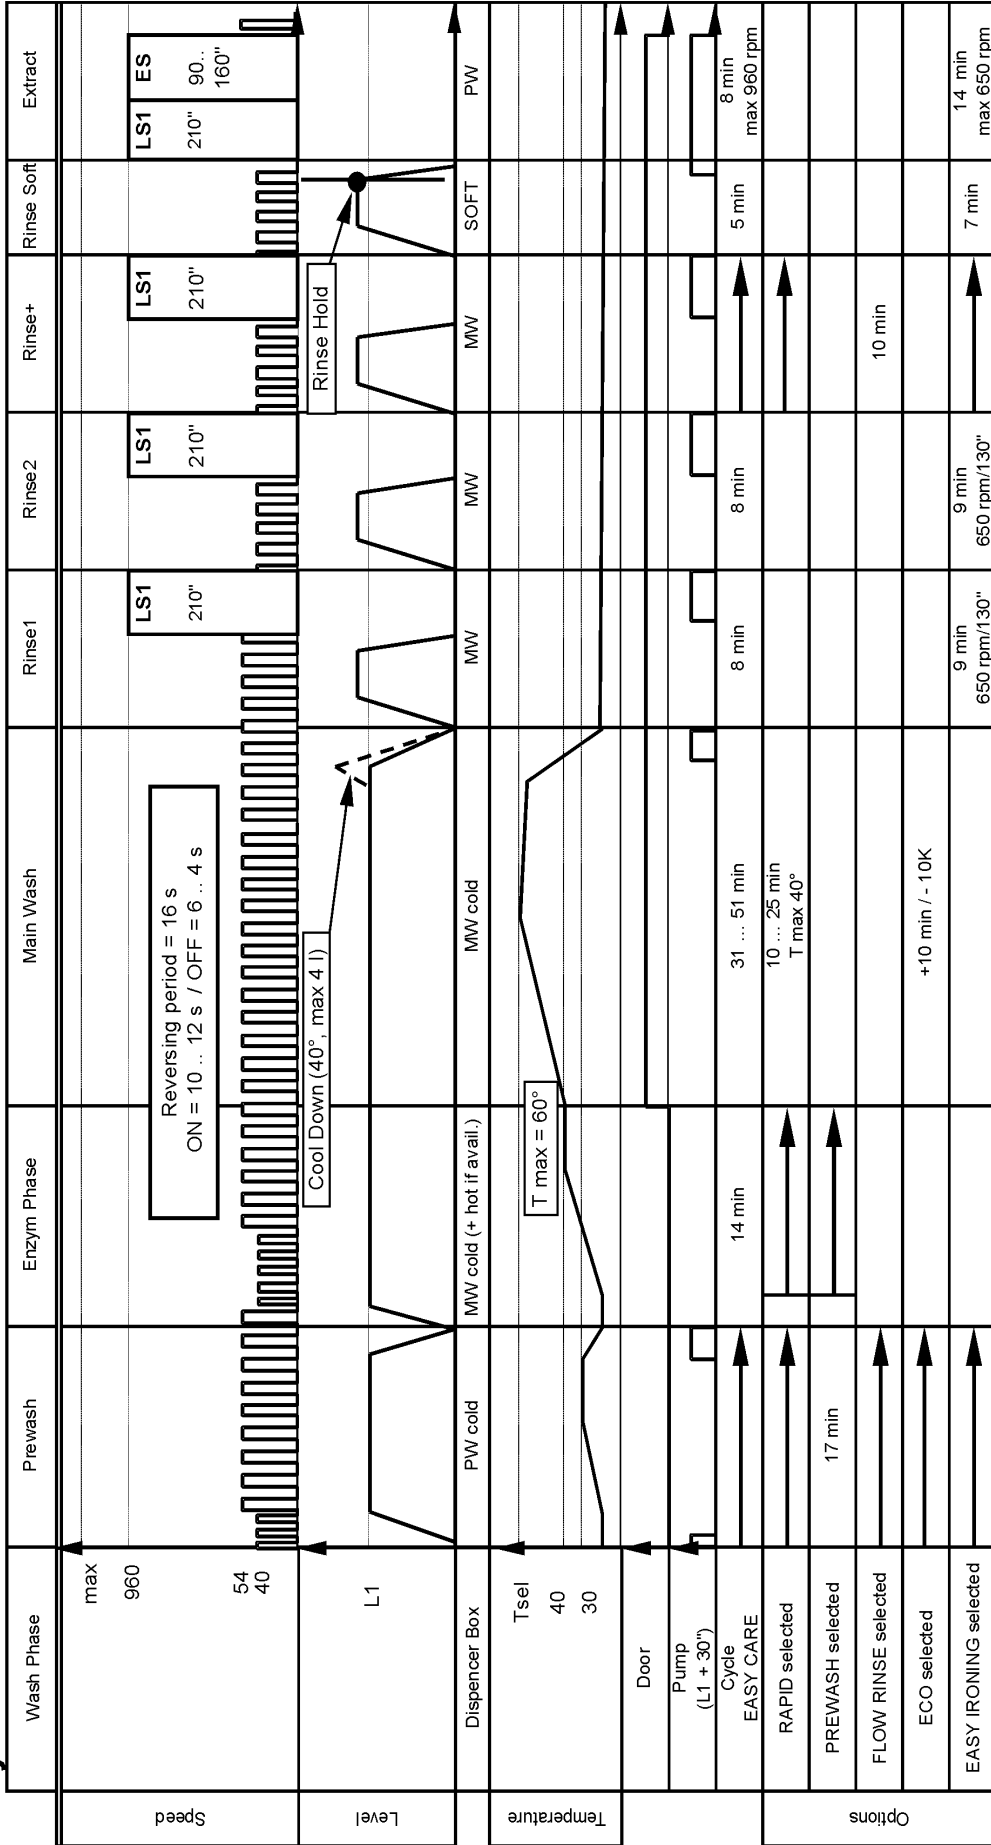 Wash Phase
Prewash
Enzym Phase
Main Wash
Rinse1
Rinse2
Rinse+
Rinse Soft
Extract
Speed
max
960
54
40
Reversing period = 16 s
ON = 10 .. 12 s / OFF = 6 .. 4 s
LS1
210"
LS1
210"
LS1
210"
LS1
210"
ES
90..
160"
Level
L1
Cool Down (40°, max 4 l)
Rinse Hold
Dispencer Box
PW cold
MW cold (+ hot if avail.)
MW cold
MW
MW
MW
SOFT
PW
Temperature
Tsel
40
30
T max = 60°
Door
Pump
(L1 + 30")
Cycle
EASY CARE
14 min
31 ... 51 min
8 min
8 min
5 min
8 min
max 960 rpm
Options
RAPID selected
10 ... 25 min
T max 40°
PREWASH selected
17 min
FLOW RINSE selected
10 min
ECO selected
+10 min / - 10K
EASY IRONING selected
9 min
650 rpm/130"
9 min
650 rpm/130"
7 min
14 min
max 650 rpm